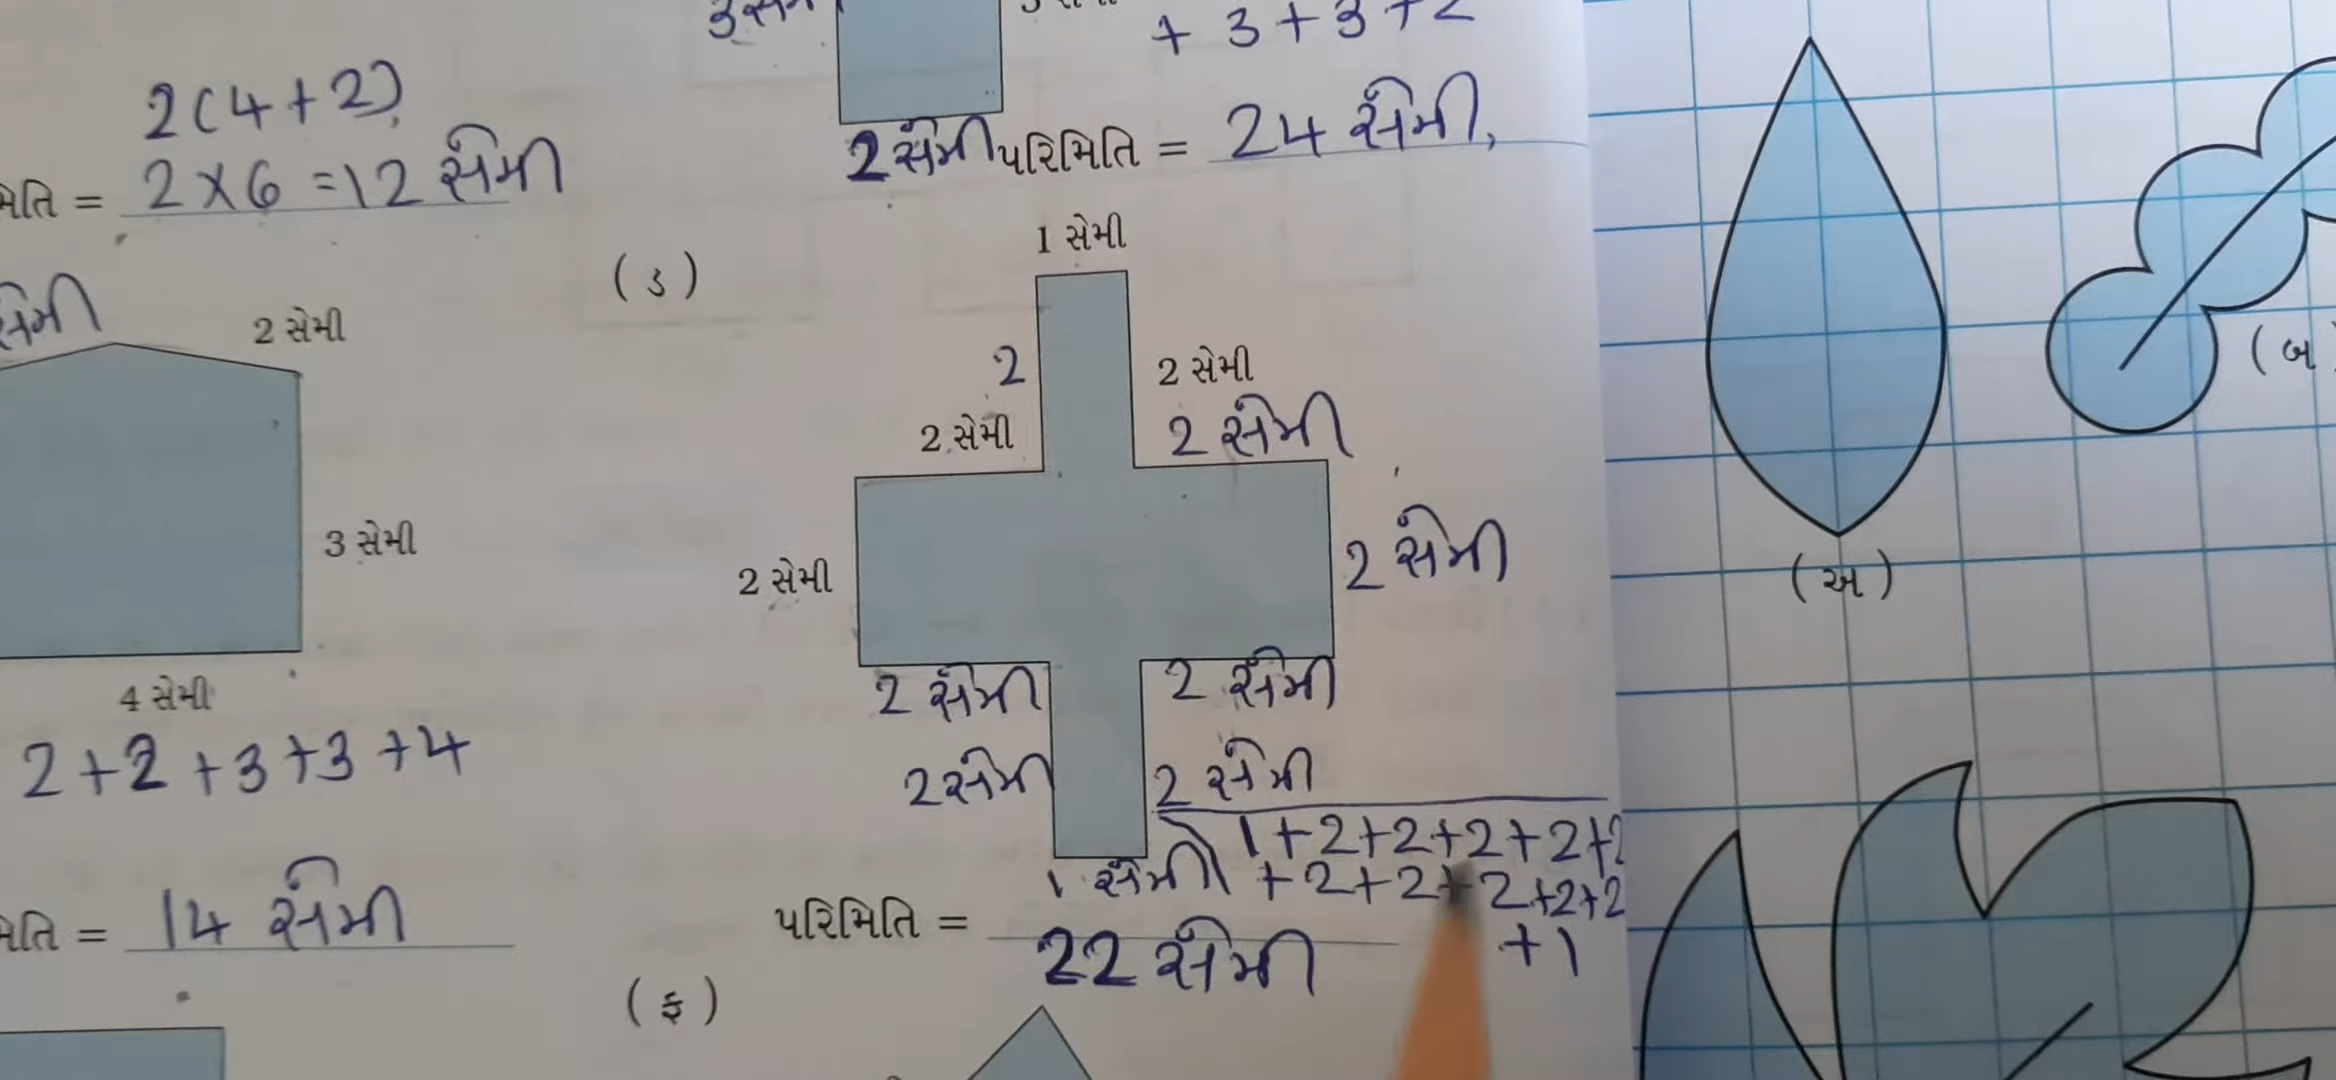 + 3 + 3 + 2
2(4+2)
2સેમી પરિમિતિ = 24 સેમી,
= 2 X 6 = 12 સેમી
1 સેમી
(ડ)
સેમી
2 સેમી
2
2 સેમી
2 સેમી
2 સેમી
3 સેમી
2 સેમી
2 સેમી
4 સેમી
2 સેમી
2 સેમી
2+2+3+3+4
2સેમી
2 સેમી
1 સેમી
1+2+2+2+2+2
+2+2+2+2+2
+1
= 14 સેમી
પરિમિતિ =
22 સેમી
(ફ)
(બ)
(અ)